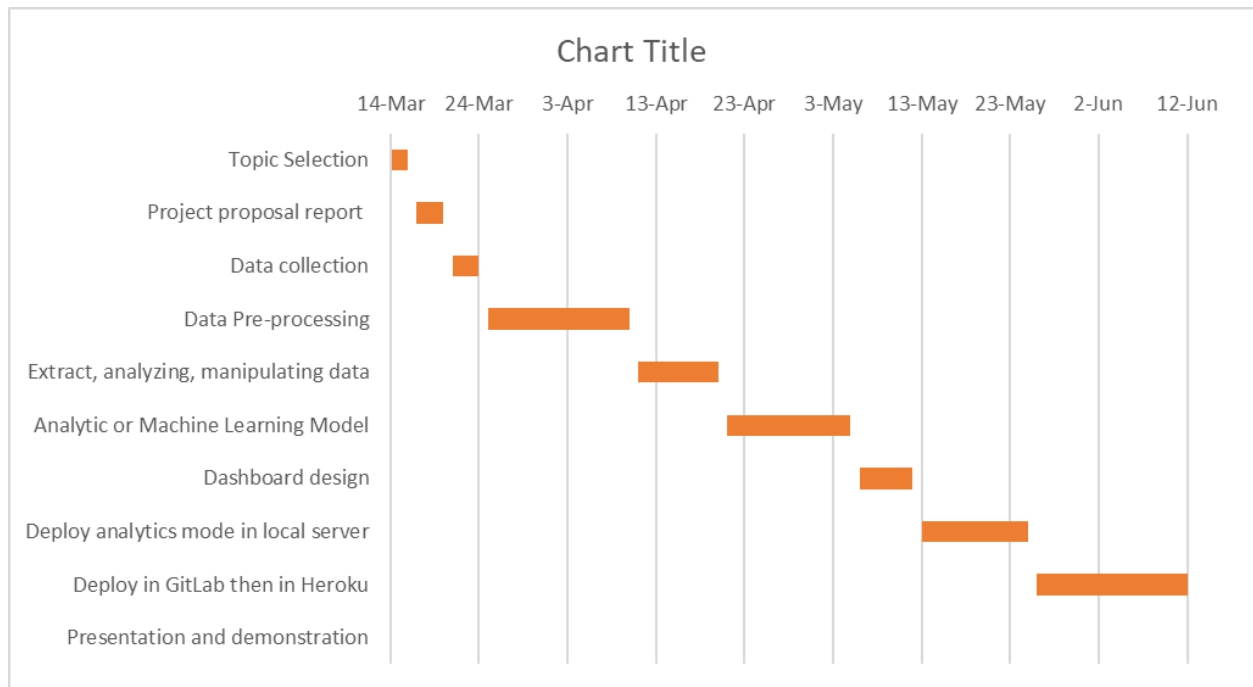 Chart Title
14-Mar 24-Mar 3-Apr 13-Apr 23-Apr 3-May 13-May 23-May 2-Jun 12-Jun
Topic Selection
Project proposal report
Data collection
Data Pre-processing
Extract, analyzing, manipulating data
Analytic or Machine Learning Model
Dashboard design
Deploy analytics mode in local server
Deploy in GitLab then in Heroku
Presentation and demonstration